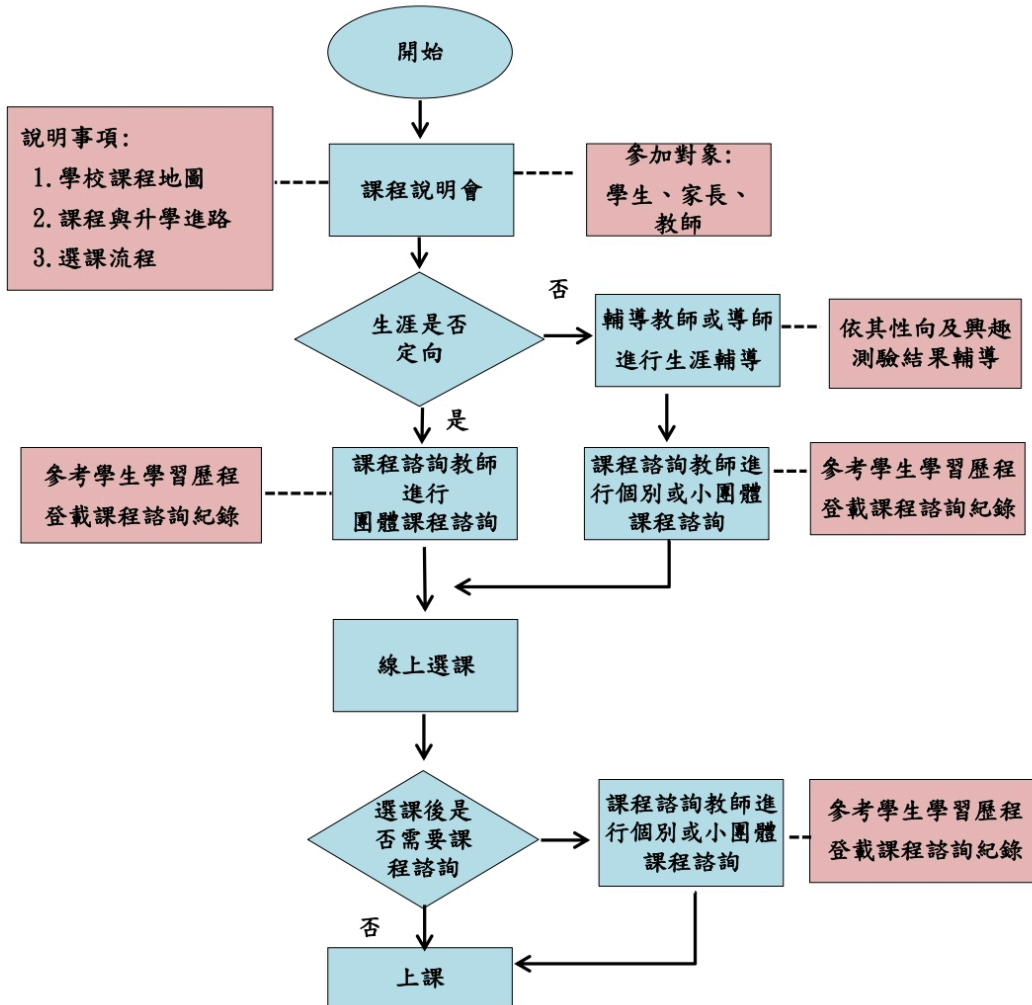 開始
說明事項:
1.學校課程地圖
2.課程與升學進路
3.選課流程
課程說明會
參加對象:
學生、家長、
教師
生涯是否
定向
否
輔導教師或導師
進行生涯輔導
依其性向及興趣
測驗結果輔導
是
參考學生學習歷程
登載課程諮詢紀錄
課程諮詢教師
進行
團體課程諮詢
課程諮詢教師進
行個別或小團體
課程諮詢
參考學生學習歷程
登載課程諮詢紀錄
線上選課
選課後是
否需要課
程諮詢
課程諮詢教師進
行個別或小團體
課程諮詢
參考學生學習歷程
登載課程諮詢紀錄
否
上課